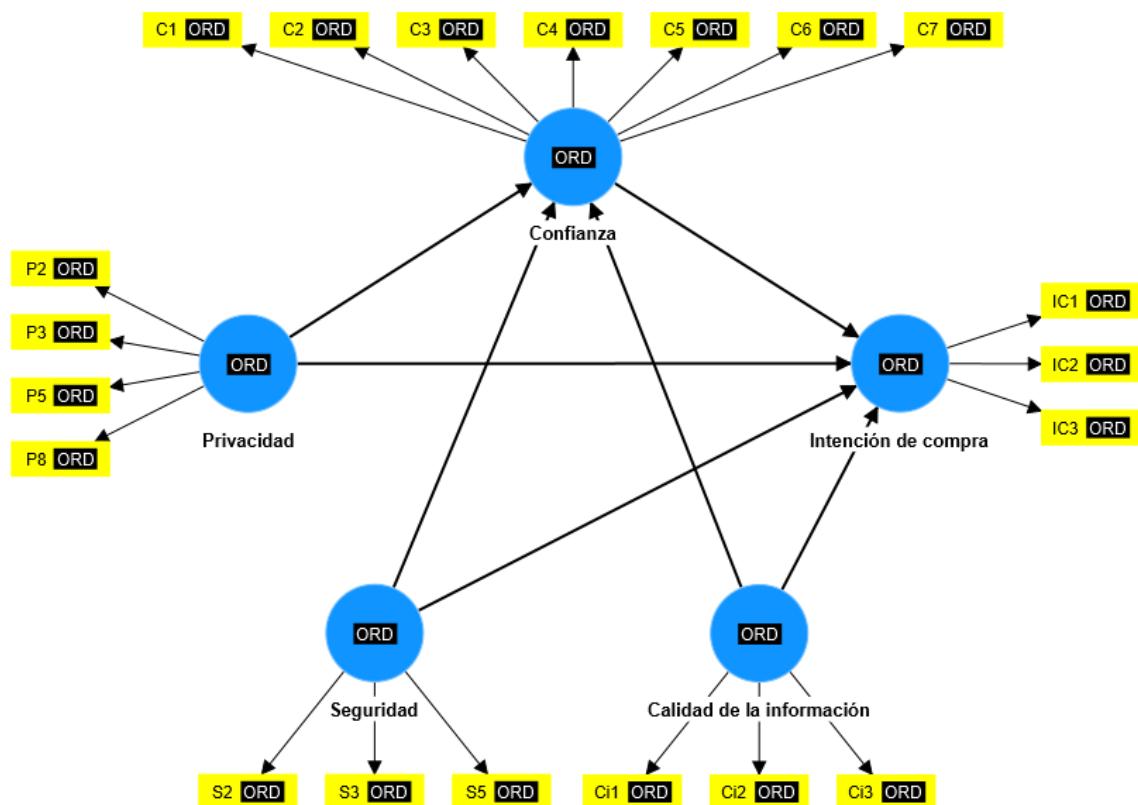 C1 ORD
C2 ORD
C3 ORD
C4 ORD
C5 ORD
C6 ORD
C7 ORD
ORD
Confianza
P2 ORD
P3 ORD
P5 ORD
P8 ORD
ORD
Privacidad
ORD
Intención de compra
IC1 ORD
IC2 ORD
IC3 ORD
ORD
Seguridad
ORD
Calidad de la información
S2 ORD
S3 ORD
S5 ORD
Ci1 ORD
Ci2 ORD
Ci3 ORD